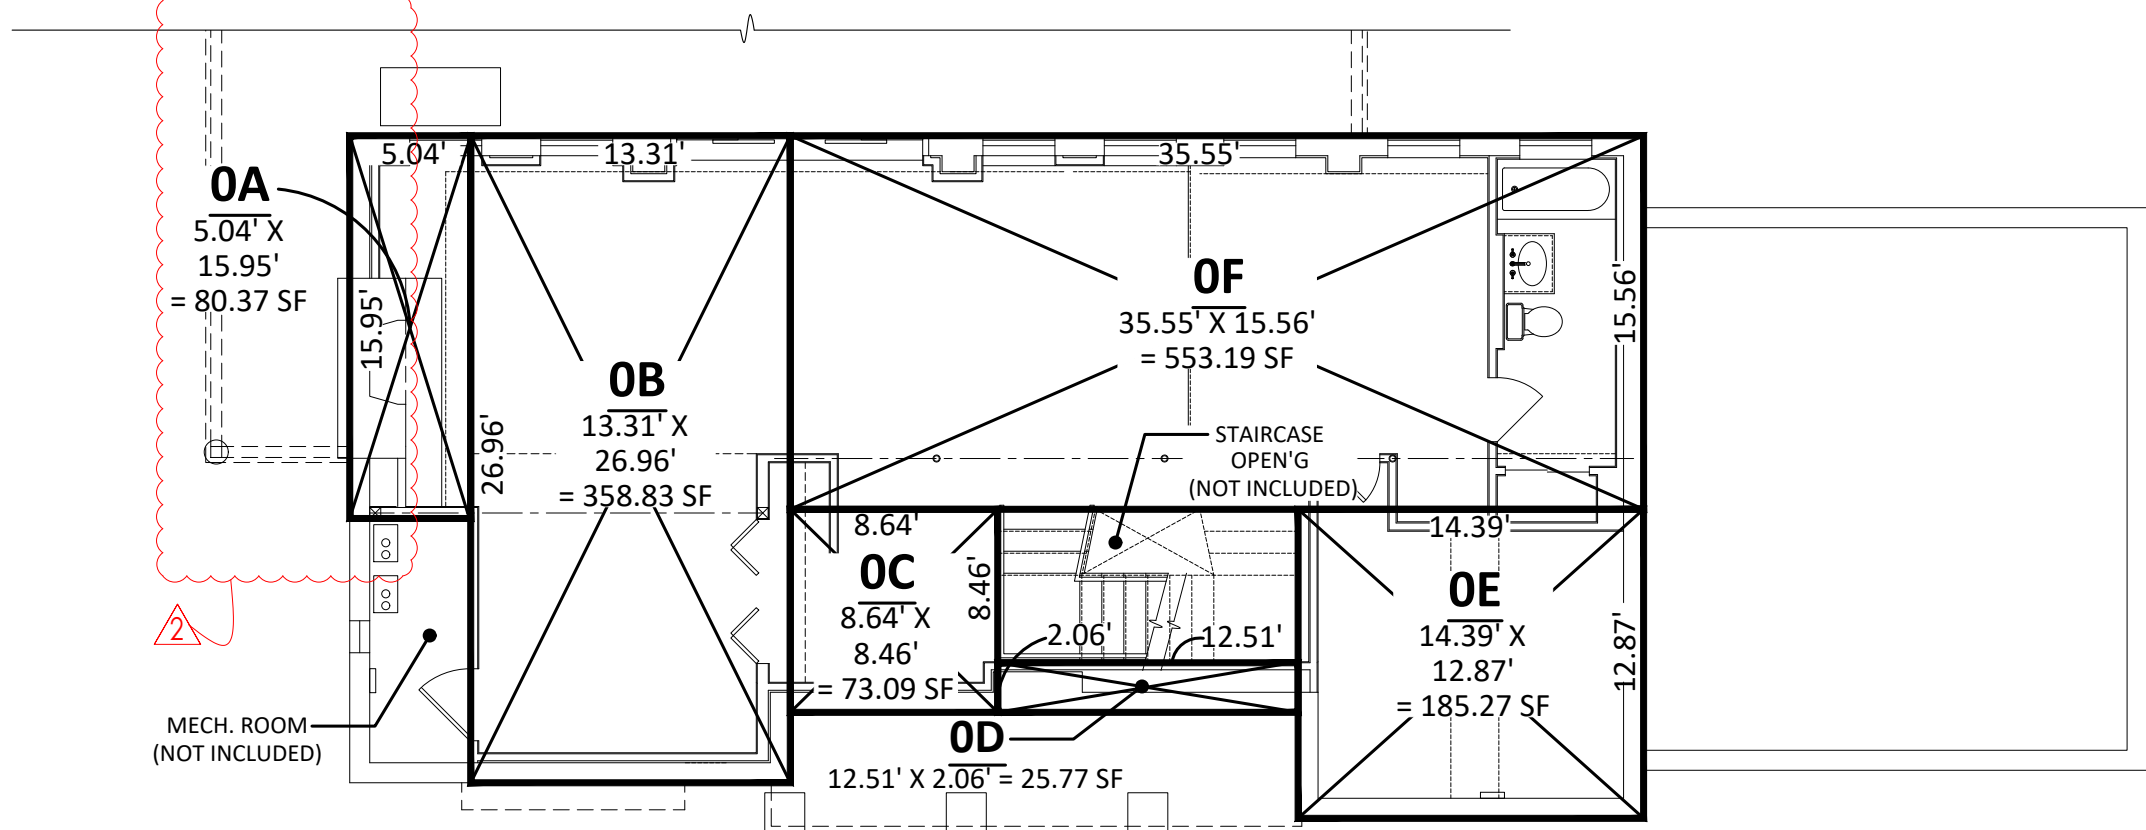 5.04'
13.31'
35.55'
0A
5.04' X
15.95'
= 80.37 SF
15.95'
26.96'
0B
13.31' X
26.96'
= 358.83 SF
0F
35.55' X 15.56'
= 553.19 SF
15.56'
STAIRCASE
OPEN'G
(NOT INCLUDED)
8.64'
0C
8.64' X
8.46'
= 73.09 SF
8.46'
2.06'
12.51'
14.39'
0E
14.39' X
12.87'
= 185.27 SF
12.87'
2
MECH. ROOM
(NOT INCLUDED)
0D
12.51' X 2.06' = 25.77 SF